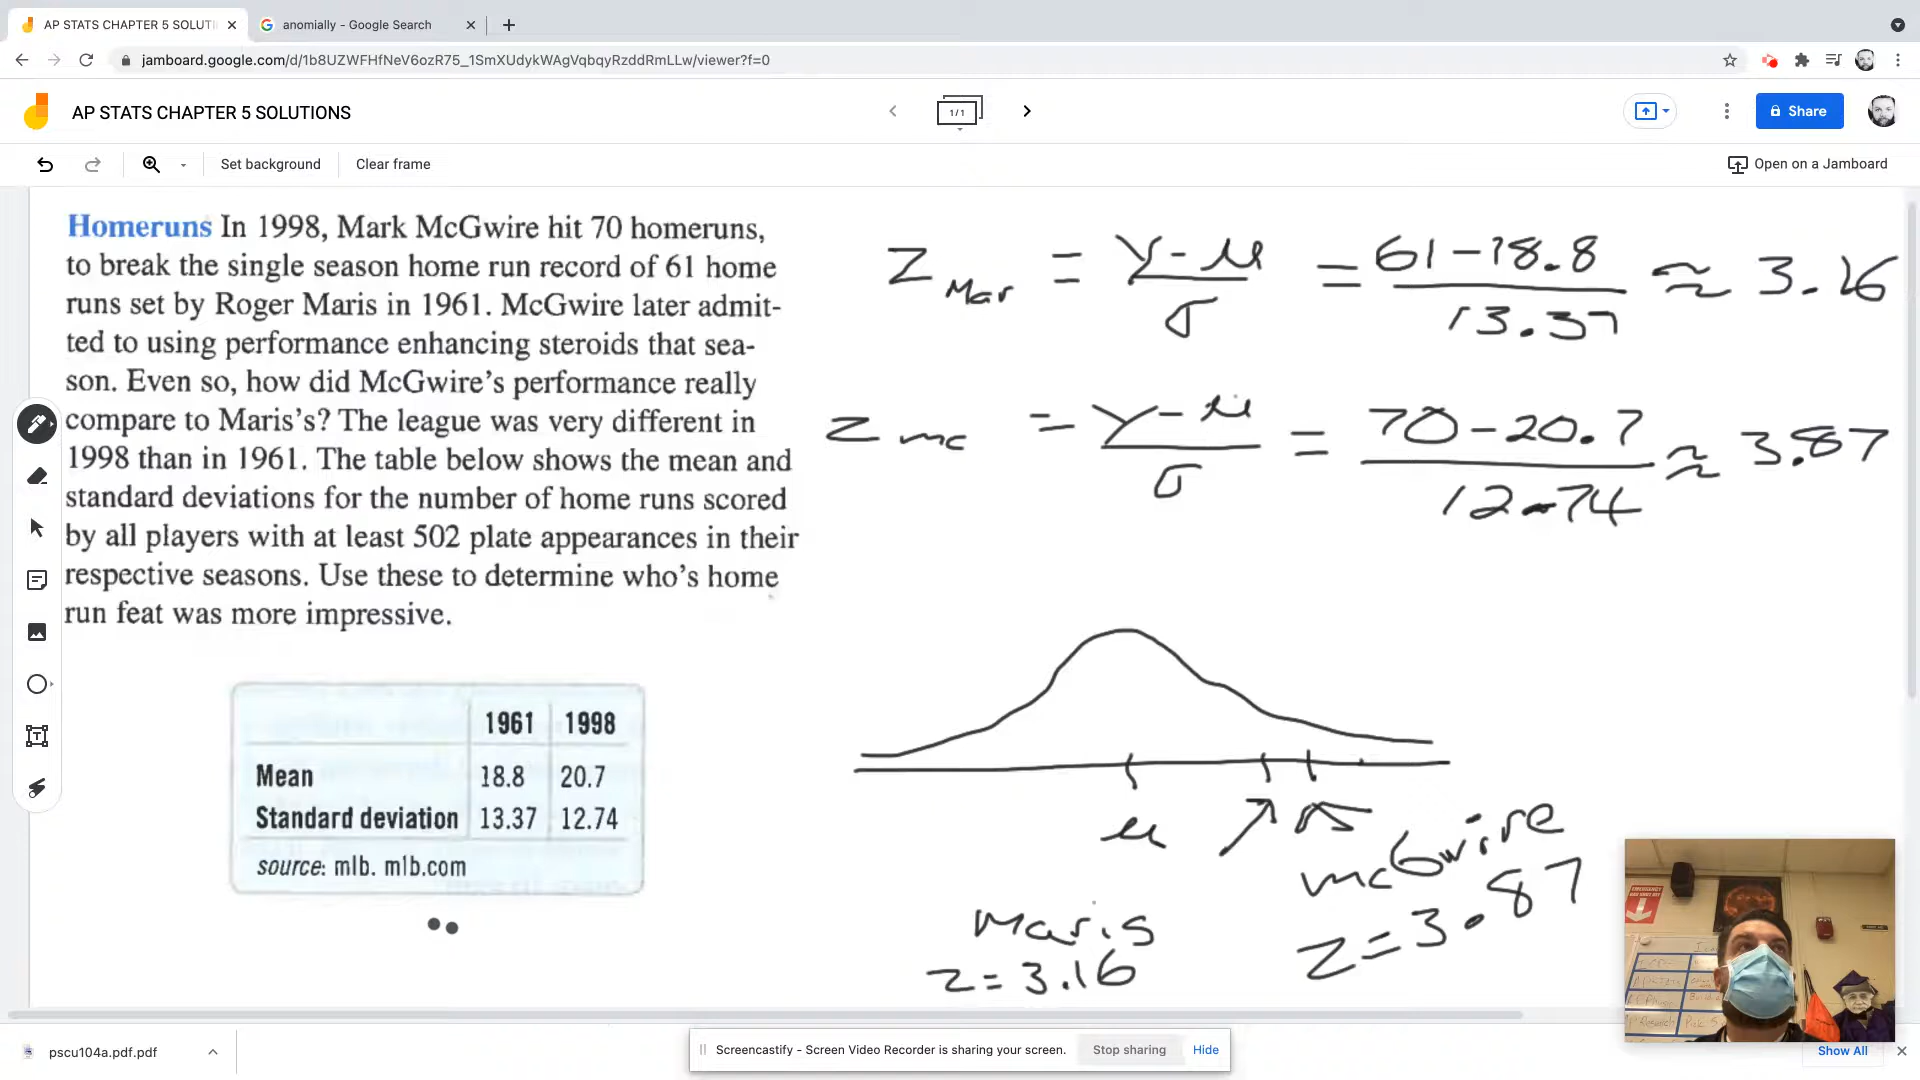 AP STATS CHAPTER 5 SOLUTI
anomially - Google Search
jamboard.google.com/d/1b8UZWFHfNeV6ozR75_1SmXUdykWAgVqbqyRzddRmLLw/viewer?f=0
AP STATS CHAPTER 5 SOLUTIONS
1/1
Share
Set background
Clear frame
Open on a Jamboard
Homeruns In 1998, Mark McGwire hit 70 homeruns,
to break the single season home run record of 61 home
runs set by Roger Maris in 1961. McGwire later admit-
ted to using performance enhancing steroids that sea-
son. Even so, how did McGwire's performance really
compare to Maris's? The league was very different in
1998 than in 1961. The table below shows the mean and
standard deviations for the number of home runs scored
by all players with at least 502 plate appearances in their
respective seasons. Use these to determine who's home
run feat was more impressive.
1961 1998
Mean 18.8 20.7
Standard deviation 13.37 12.74
source: mlb. mlb.com
Z Mar = y-μ / σ = 61-18.8 / 13.37 ≈ 3.16
Z mc = y-μ / σ = 70-20.7 / 12.74 ≈ 3.87
μ
Maris
z = 3.16
McGwire
Z = 3.87
pscu104a.pdf.pdf
Screencastify - Screen Video Recorder is sharing your screen.
Stop sharing
Hide
Show All